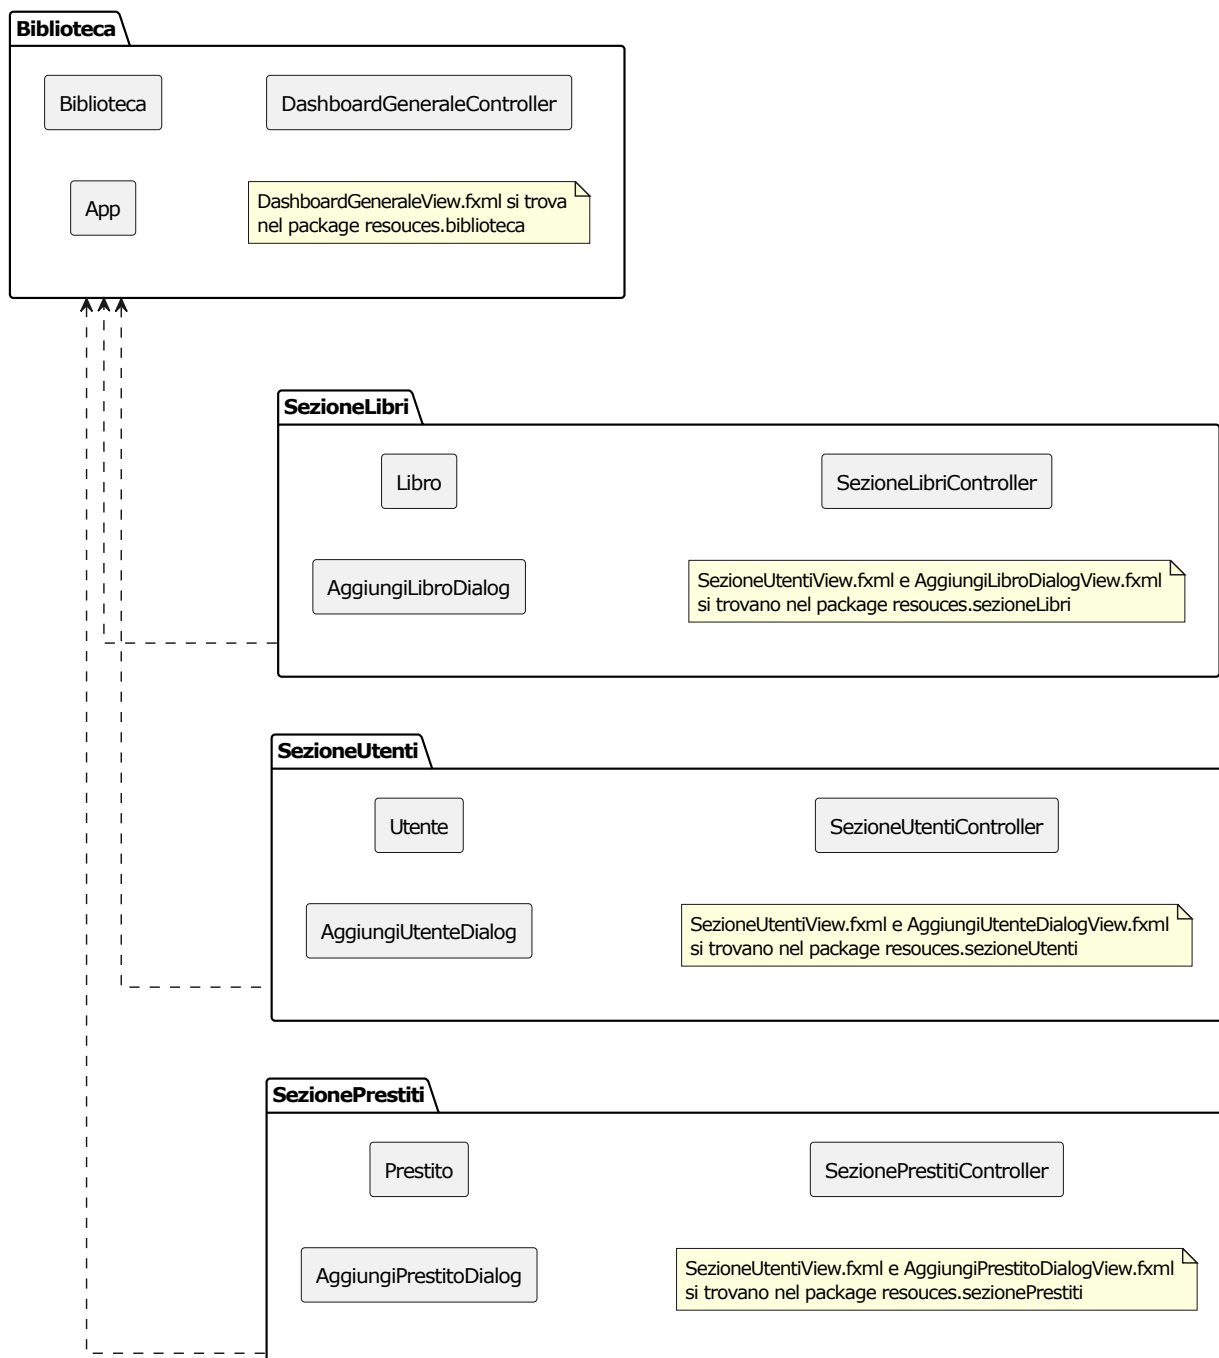 Biblioteca
Biblioteca
DashboardGeneraleController
App
DashboardGeneraleView.fxml si trova
nel package resouces.biblioteca
SezioneLibri
Libro
SezioneLibriController
AggiungiLibroDialog
SezioneUtentiView.fxml e AggiungiLibroDialogView.fxml
si trovano nel package resouces.sezioneLibri
SezioneUtenti
Utente
SezioneUtentiController
AggiungiUtenteDialog
SezioneUtentiView.fxml e AggiungiUtenteDialogView.fxml
si trovano nel package resouces.sezioneUtenti
SezionePrestiti
Prestito
SezionePrestitiController
AggiungiPrestitoDialog
SezioneUtentiView.fxml e AggiungiPrestitoDialogView.fxml
si trovano nel package resouces.sezionePrestiti